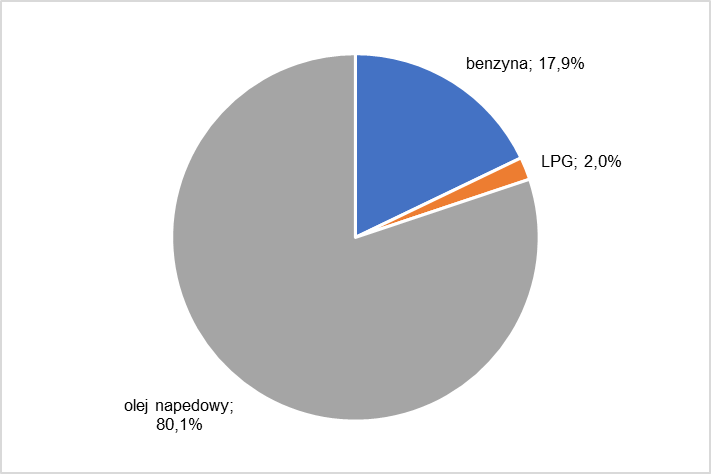 benzyna; 17,9%
LPG; 2,0%
olej napedowy;
80,1%